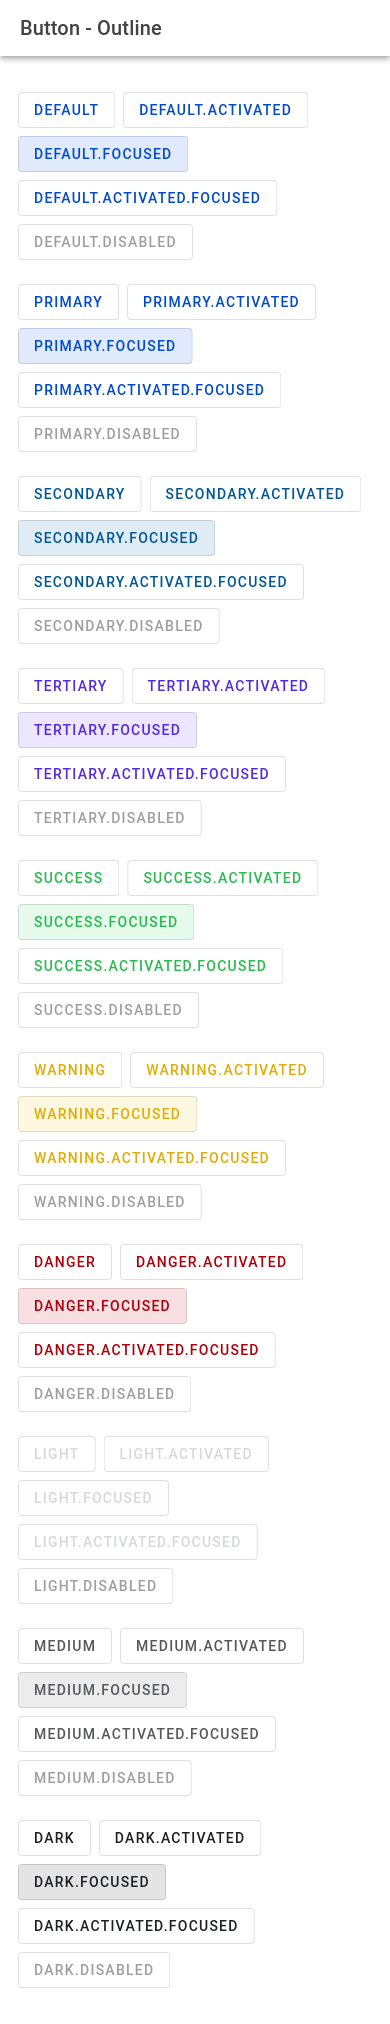 Button - Outline
DEFAULT DEFAULT.ACTIVATED
DEFAULT.FOCUSED
DEFAULT.ACTIVATED.FOCUSED
DEFAULT.DISABLED
PRIMARY PRIMARY.ACTIVATED
PRIMARY.FOCUSED
PRIMARY.ACTIVATED.FOCUSED
PRIMARY.DISABLED
SECONDARY SECONDARY.ACTIVATED
SECONDARY.FOCUSED
SECONDARY.ACTIVATED.FOCUSED
SECONDARY.DISABLED
TERTIARY TERTIARY.ACTIVATED
TERTIARY.FOCUSED
TERTIARY.ACTIVATED.FOCUSED
TERTIARY.DISABLED
SUCCESS SUCCESS.ACTIVATED
SUCCESS.FOCUSED
SUCCESS.ACTIVATED.FOCUSED
SUCCESS.DISABLED
WARNING WARNING.ACTIVATED
WARNING.FOCUSED
WARNING.ACTIVATED.FOCUSED
WARNING.DISABLED
DANGER DANGER.ACTIVATED
DANGER.FOCUSED
DANGER.ACTIVATED.FOCUSED
DANGER.DISABLED
LIGHT LIGHT.ACTIVATED
LIGHT.FOCUSED
LIGHT.ACTIVATED.FOCUSED
LIGHT.DISABLED
MEDIUM MEDIUM.ACTIVATED
MEDIUM.FOCUSED
MEDIUM.ACTIVATED.FOCUSED
MEDIUM.DISABLED
DARK DARK.ACTIVATED
DARK.FOCUSED
DARK.ACTIVATED.FOCUSED
DARK.DISABLED